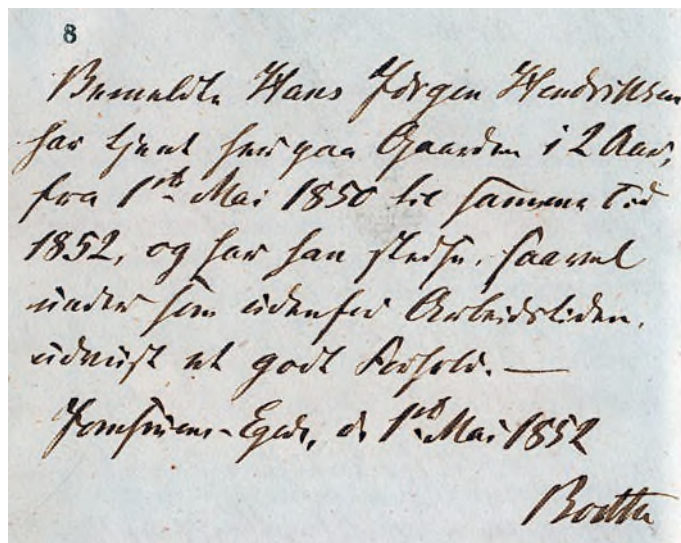 8
Bemeldte Hans Jørgen Hendriksen
har tjent her paa Gaarden i 2 Aar,
fra 1ste Mai 1850 til samme Tid
1852, og har han stedse, saavel
under som udenfor Arbeidstiden,
udviist et godt Forhold. —
Jomfruens-Egede, d. 1ste Mai 1852